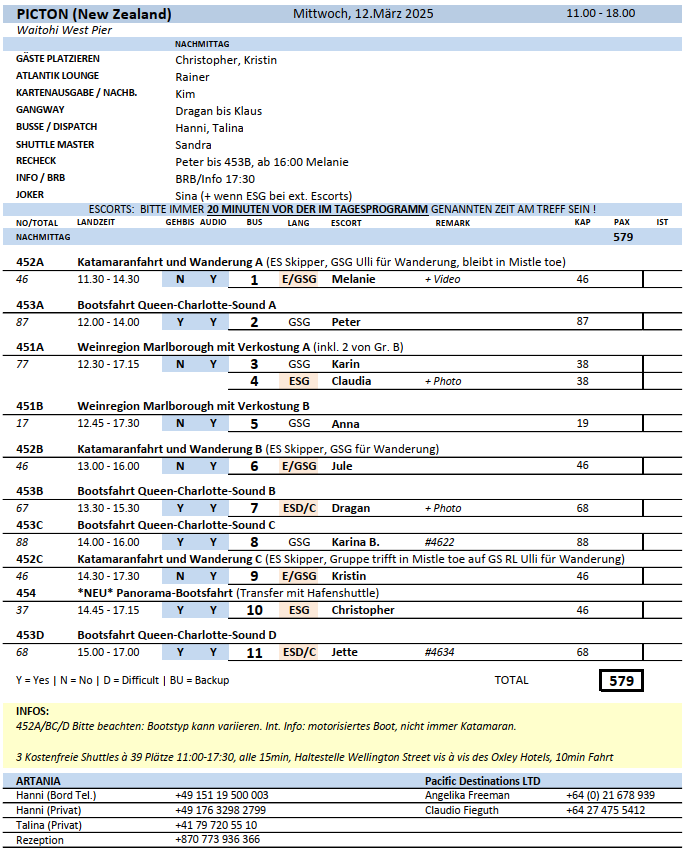 PICTON (New Zealand) Mittwoch, 12.März 2025 11.00 - 18.00
Waitohi West Pier
NACHMITTAG
GÄSTE PLATZIEREN Christopher, Kristin
ATLANTIK LOUNGE Rainer
KARTENAUSGABE / NACHB. Kim
GANGWAY Dragan bis Klaus
BUSSE / DISPATCH Hanni, Talina
SHUTTLE MASTER Sandra
RECHECK Peter bis 453B, ab 16:00 Melanie
INFO / BRB BRB/Info 17:30
JOKER Sina (+ wenn ESG bei ext. Escorts)
ESCORTS: BITTE IMMER 20 MINUTEN VOR DER IM TAGESPROGRAMM GENANNTEN ZEIT AM TREFF SEIN !
NO/TOTAL LANDZEIT GEHBIS AUDIO BUS LANG ESCORT REMARK KAP PAX IST
NACHMITTAG 579
452A Katamaranfahrt und Wanderung A (ES Skipper, GSG Ulli für Wanderung, bleibt in Mistle toe)
46 11.30 - 14.30 N Y 1 E/GSG Melanie + Video 46
453A Bootsfahrt Queen-Charlotte-Sound A
87 12.00 - 14.00 Y Y 2 GSG Peter 87
451A Weinregion Marlborough mit Verkostung A (inkl. 2 von Gr. B)
77 12.30 - 17.15 N Y 3 GSG Karin 38
4 ESG Claudia + Photo 38
451B Weinregion Marlborough mit Verkostung B
17 12.45 - 17.30 N Y 5 GSG Anna 19
452B Katamaranfahrt und Wanderung B (ES Skipper, GSG für Wanderung)
46 13.00 - 16.00 N Y 6 E/GSG Jule 46
453B Bootsfahrt Queen-Charlotte-Sound B
67 13.30 - 15.30 Y Y 7 ESD/C Dragan + Photo 68
453C Bootsfahrt Queen-Charlotte-Sound C
88 14.00 - 16.00 Y Y 8 GSG Karina B. #4622 88
452C Katamaranfahrt und Wanderung C (ES Skipper, Gruppe trifft in Mistle toe auf GS RL Ulli für Wanderung)
46 14.30 - 17.30 N Y 9 E/GSG Kristin 46
454 *NEU* Panorama-Bootsfahrt (Transfer mit Hafenshuttle)
37 14.45 - 17.15 Y Y 10 ESG Christopher 46
453D Bootsfahrt Queen-Charlotte-Sound D
68 15.00 - 17.00 Y Y 11 ESD/C Jette #4634 68
Y = Yes | N = No | D = Difficult | BU = Backup TOTAL 579
INFOS:
452A/BC/D Bitte beachten: Bootstyp kann variieren. Int. Info: motorisiertes Boot, nicht immer Katamaran.
3 Kostenfreie Shuttles à 39 Plätze 11:00-17:30, alle 15min, Haltestelle Wellington Street vis à vis des Oxley Hotels, 10min Fahrt
ARTANIA Pacific Destinations LTD
Hanni (Bord Tel.) +49 151 19 500 003 Angelika Freeman +64 (0) 21 678 939
Hanni (Privat) +49 176 3298 2799 Claudio Fieguth +64 27 475 5412
Talina (Privat) +41 79 720 55 10
Rezeption +870 773 936 366